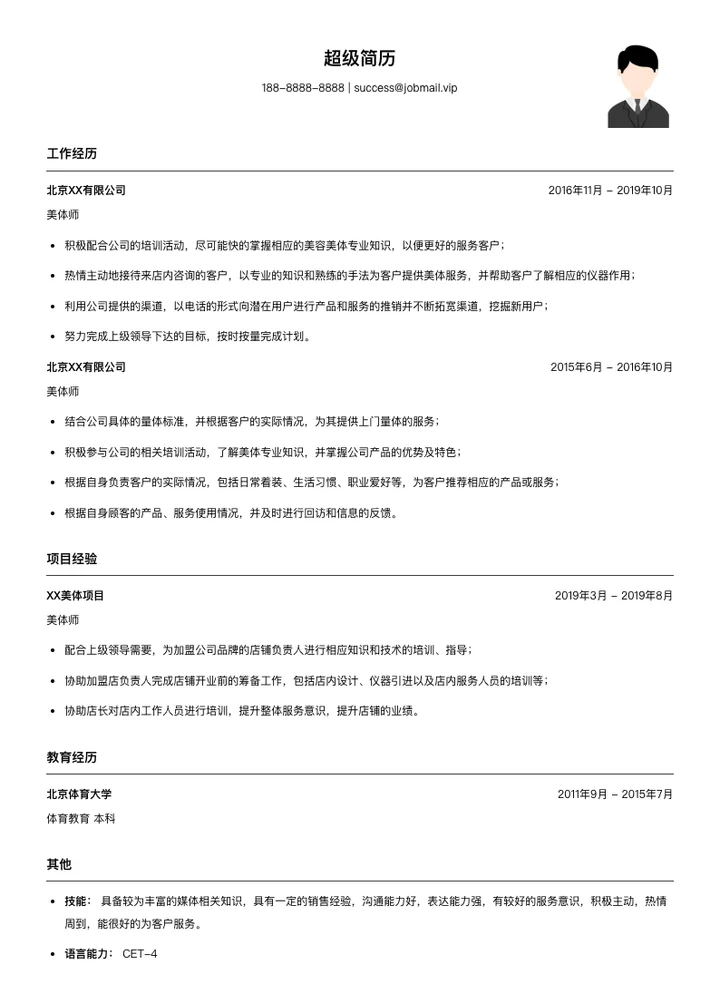 超级简历
188-8888-8888 | success@jobmail.vip
工作经历
北京XX有限公司 2016年11月 – 2019年10月
美体师
• 积极配合公司的培训活动，尽可能快的掌握相应的美容美体专业知识，以便更好的服务客户；
• 热情主动地接待来店内咨询的客户，以专业的知识和熟练的手法为客户提供美体服务，并帮助客户了解相应的仪器作用；
• 利用公司提供的渠道，以电话的形式向潜在用户进行产品和服务的推销并不断拓宽渠道，挖掘新用户；
• 努力完成上级领导下达的目标，按时按量完成计划。
北京XX有限公司 2015年6月 – 2016年10月
美体师
• 结合公司具体的量体标准，并根据客户的实际情况，为其提供上门量体的服务；
• 积极参与公司的相关培训活动，了解美体专业知识，并掌握公司产品的优势及特色；
• 根据自身负责客户的实际情况，包括日常着装、生活习惯、职业爱好等，为客户推荐相应的产品或服务；
• 根据自身顾客的产品、服务使用情况，并及时进行回访和信息的反馈。
项目经验
XX美体项目 2019年3月 – 2019年8月
美体师
• 配合上级领导需要，为加盟公司品牌的店铺负责人进行相应知识和技术的培训、指导；
• 协助加盟店负责人完成店铺开业前的筹备工作，包括店内设计、仪器引进以及店内服务人员的培训等；
• 协助店长对店内工作人员进行培训，提升整体服务意识，提升店铺的业绩。
教育经历
北京体育大学 2011年9月 – 2015年7月
体育教育 本科
其他
• 技能： 具备较为丰富的媒体相关知识，具有一定的销售经验，沟通能力好，表达能力强，有较好的服务意识，积极主动，热情
周到，能很好的为客户服务。
• 语言能力： CET-4